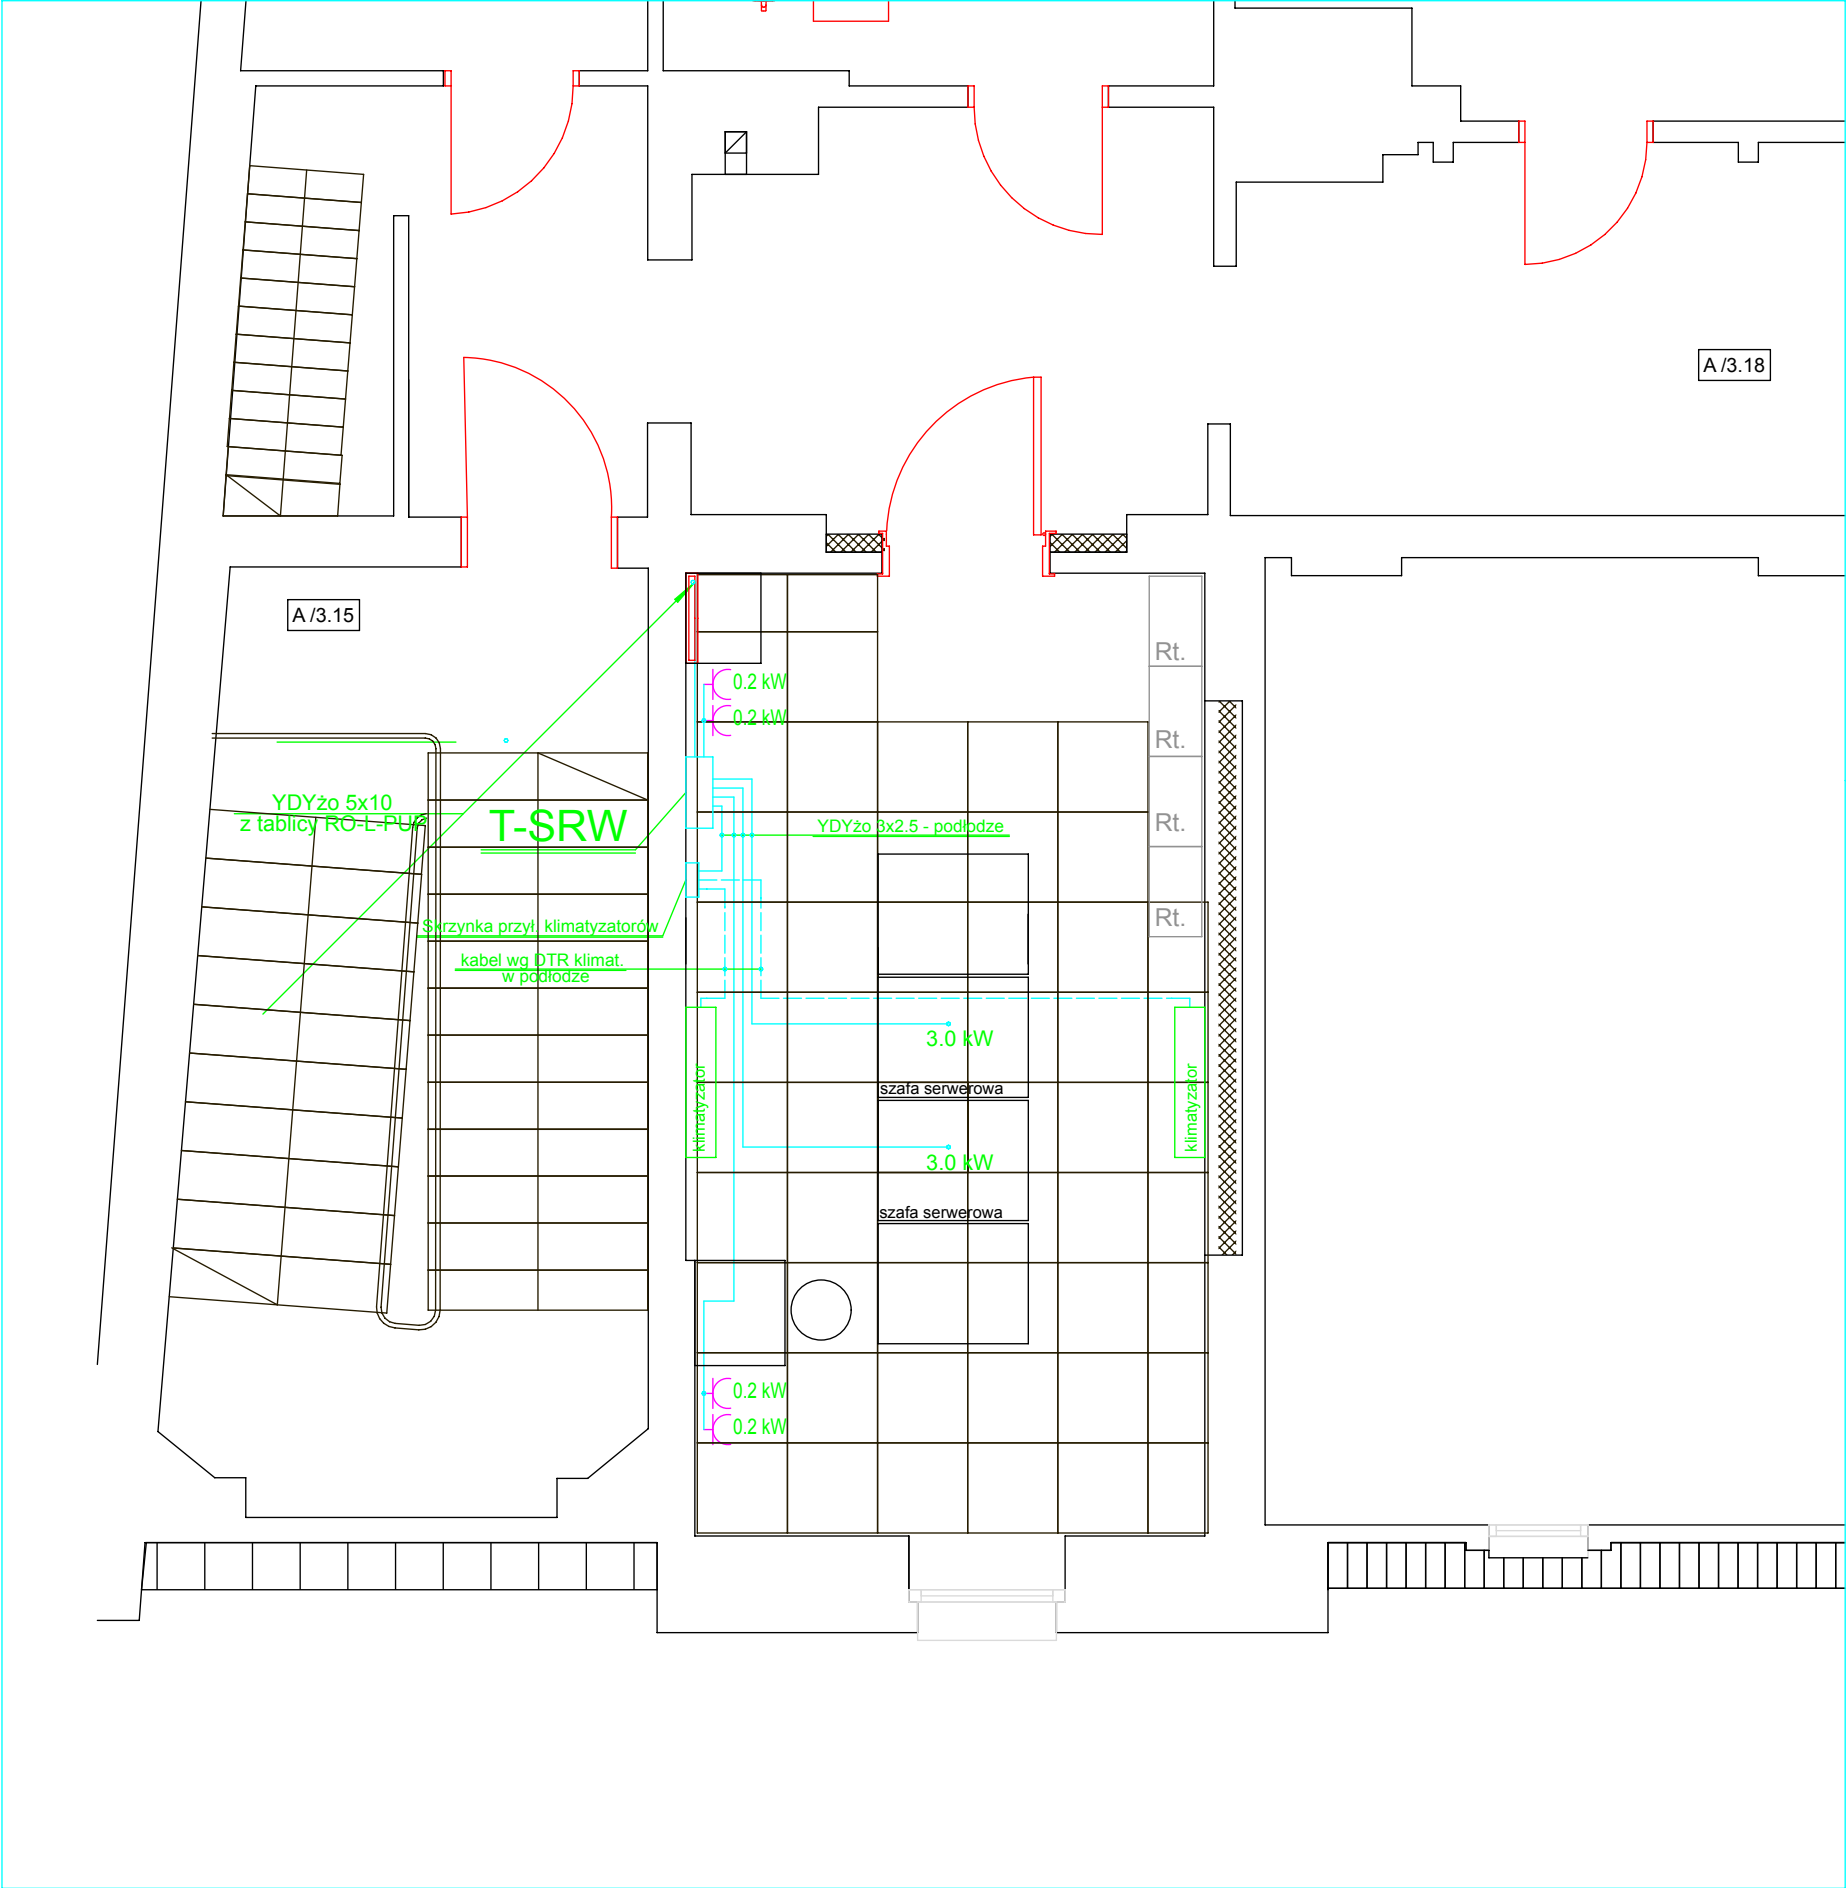 A /3.18
A /3.15
Rt.
0.2 kW
0.2 kW
Rt.
YDYżo 5x10
z tablicy RO-L-PUP
T-SRW
YDYżo 3x2.5 - podłodze
Rt.
Skrzynka przył. klimatyzatorów
Rt.
kabel wg DTR klimat.
w podłodze
3.0 kW
szafa serwerowa
klimatyzator
klimatyzator
3.0 kW
szafa serwerowa
0.2 kW
0.2 kW